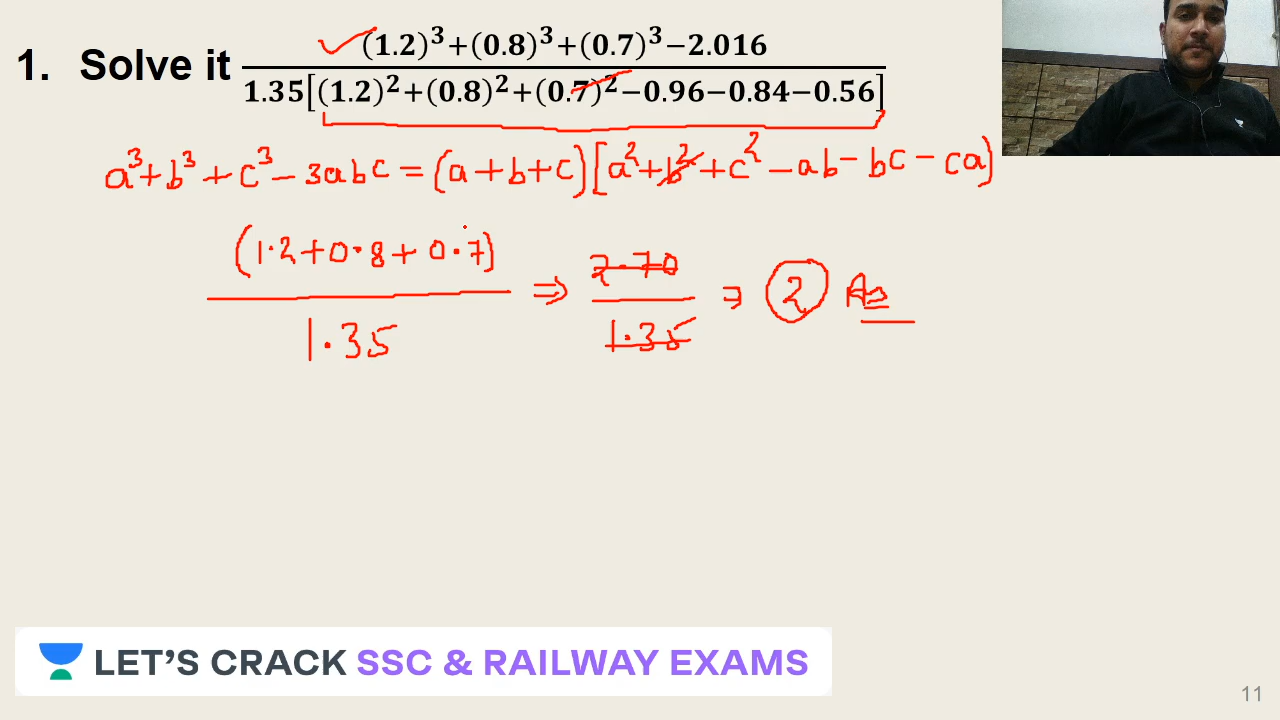 1. Solve it (1.2)³+(0.8)³+(0.7)³−2.016
1.35[(1.2)²+(0.8)²+(0.7)²−0.96−0.84−0.56]
a³+b³+c³-3abc=(a+b+c)[a²+b²+c²-ab-bc-ca)
(1.2+0.8+0.7)
1.35
⇒ 2.70
1.35
= 2 As
LET'S CRACK SSC & RAILWAY EXAMS
11